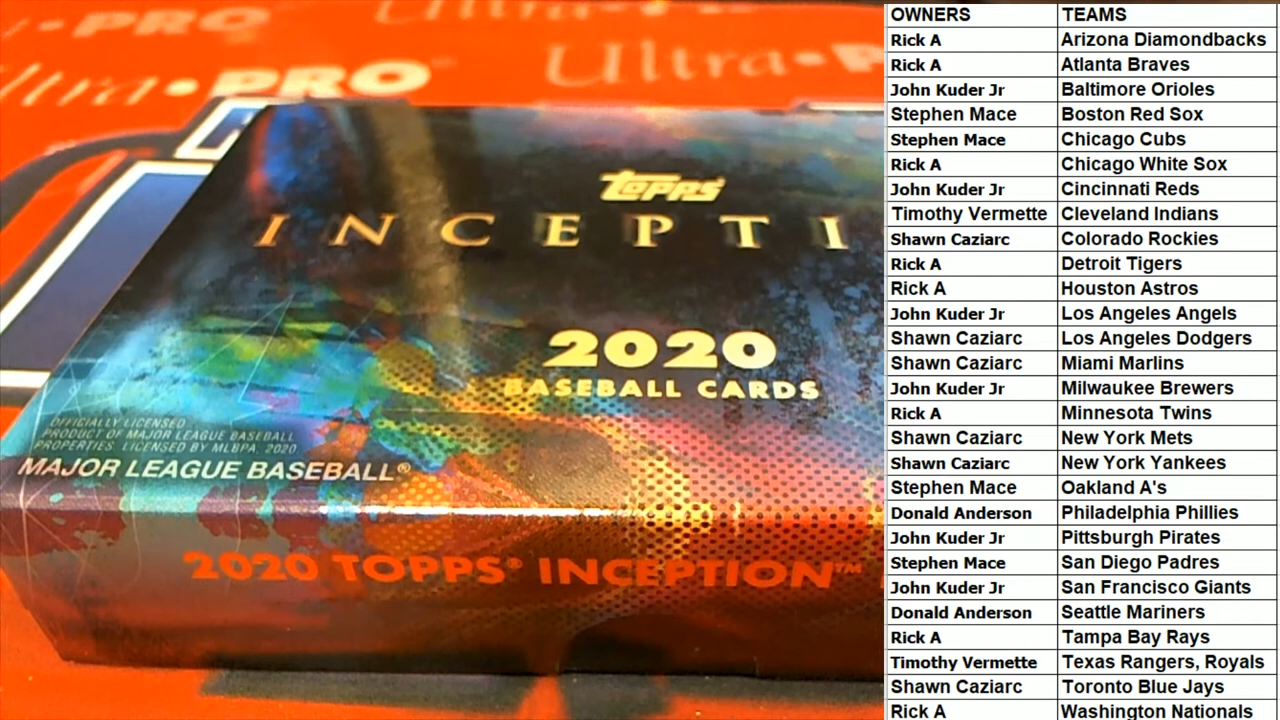 Ultra•PRO
Ultra•PRO
topps
INCEPTI
2020
BASEBALL CARDS
OFFICIALLY LICENSED
PRODUCT OF MAJOR LEAGUE BASEBALL
PROPERTIES. LICENSED BY MLBPA, 2020
MAJOR LEAGUE BASEBALL®
2020 TOPPS® INCEPTION™
OWNERS TEAMS
Rick A Arizona Diamondbacks
Rick A Atlanta Braves
John Kuder Jr Baltimore Orioles
Stephen Mace Boston Red Sox
Stephen Mace Chicago Cubs
Rick A Chicago White Sox
John Kuder Jr Cincinnati Reds
Timothy Vermette Cleveland Indians
Shawn Caziarc Colorado Rockies
Rick A Detroit Tigers
Rick A Houston Astros
John Kuder Jr Los Angeles Angels
Shawn Caziarc Los Angeles Dodgers
Shawn Caziarc Miami Marlins
John Kuder Jr Milwaukee Brewers
Rick A Minnesota Twins
Shawn Caziarc New York Mets
Shawn Caziarc New York Yankees
Stephen Mace Oakland A's
Donald Anderson Philadelphia Phillies
John Kuder Jr Pittsburgh Pirates
Stephen Mace San Diego Padres
John Kuder Jr San Francisco Giants
Donald Anderson Seattle Mariners
Rick A Tampa Bay Rays
Timothy Vermette Texas Rangers, Royals
Shawn Caziarc Toronto Blue Jays
Rick A Washington Nationals